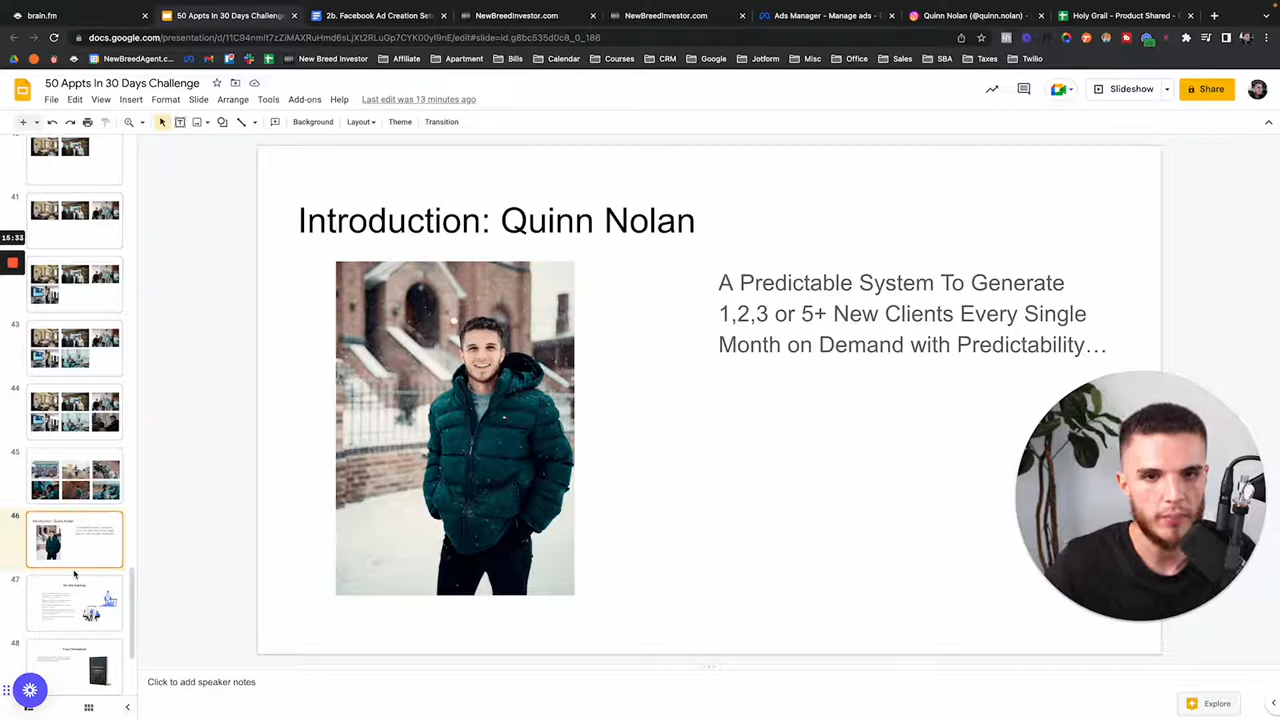 brain.fm
50 Appts In 30 Days Challenge
2b. Facebook Ad Creation Set
NewBreedInvestor.com
NewBreedInvestor.com
Ads Manager - Manage ads -
Quinn Nolan (@quinn.nolan) -
Holy Grail - Product Shared -
docs.google.com/presentation/d/11C94nmlt7zZiMAXRuHmd6sLjXt2RLuGp7CYK00yl9nE/edit#slide=id.g8bc535d0c8_0_186
NewBreedAgent.c...
New Breed Investor
Affiliate
Apartment
Bills
Calendar
Courses
CRM
Google
Jotform
Misc
Office
Sales
SBA
Taxes
Twilio
50 Appts In 30 Days Challenge
File Edit View Insert Format Slide Arrange Tools Add-ons Help Last edit was 13 minutes ago
Slideshow
Share
Background Layout Theme Transition
41
15:33
43
44
45
46
Introduction: Quinn Nolan
47
48
Introduction: Quinn Nolan
A Predictable System To Generate
1,2,3 or 5+ New Clients Every Single
Month on Demand with Predictability...
Click to add speaker notes
Explore